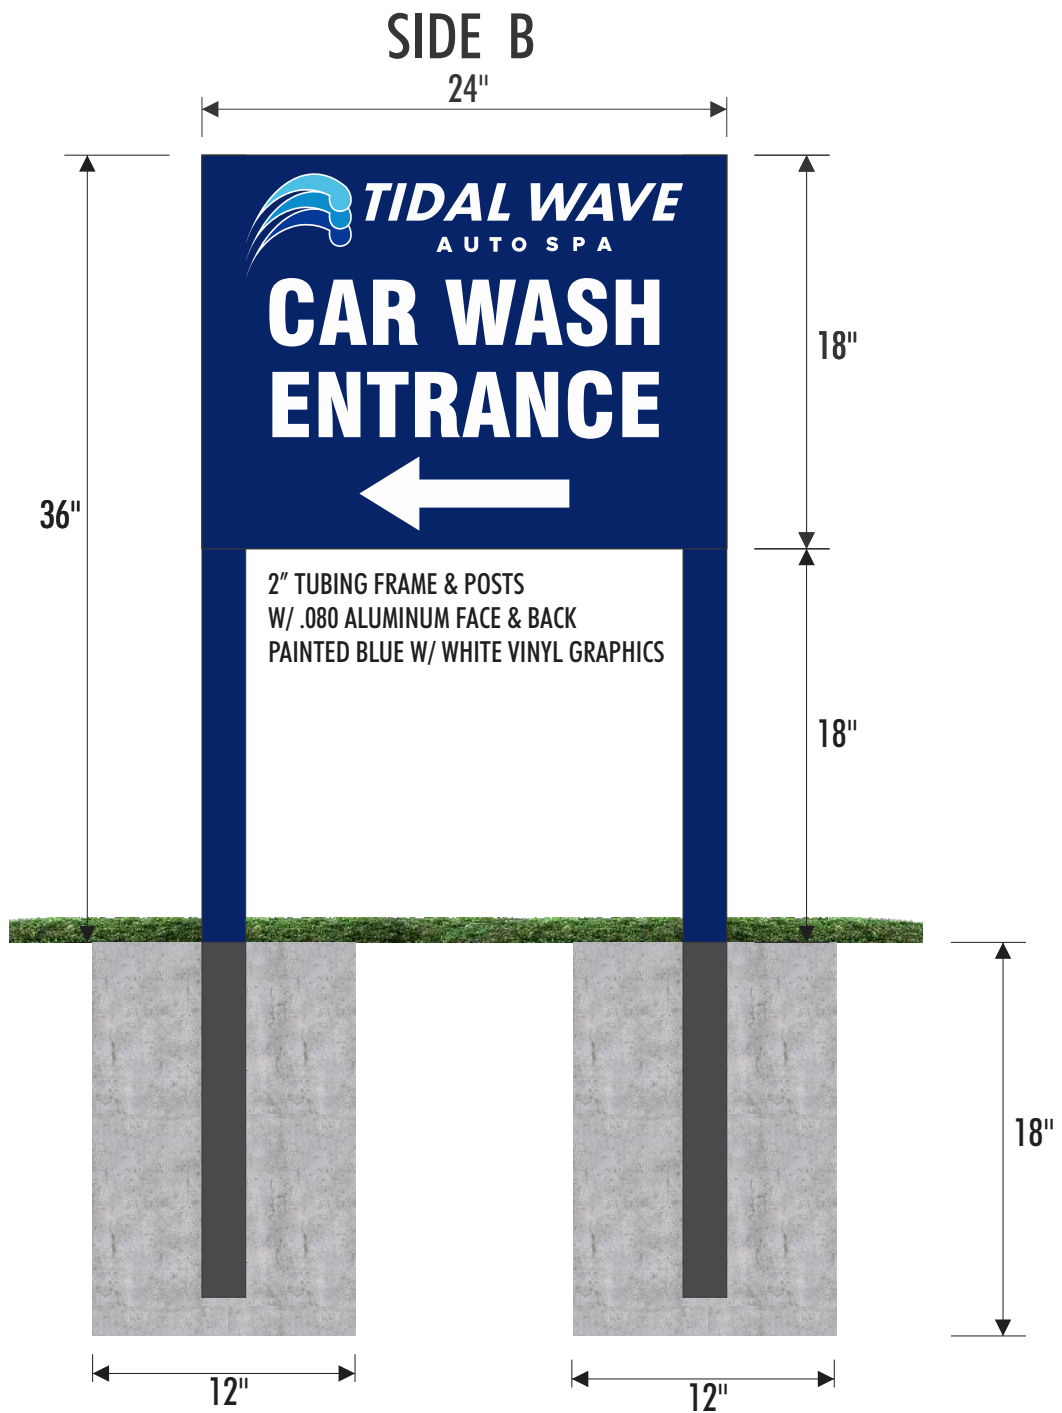 SIDE B
24"
TIDAL WAVE
AUTO SPA
CAR WASH
ENTRANCE
18"
36"
2" TUBING FRAME & POSTS
W/ .080 ALUMINUM FACE & BACK
PAINTED BLUE W/ WHITE VINYL GRAPHICS
18"
18"
12"
12"